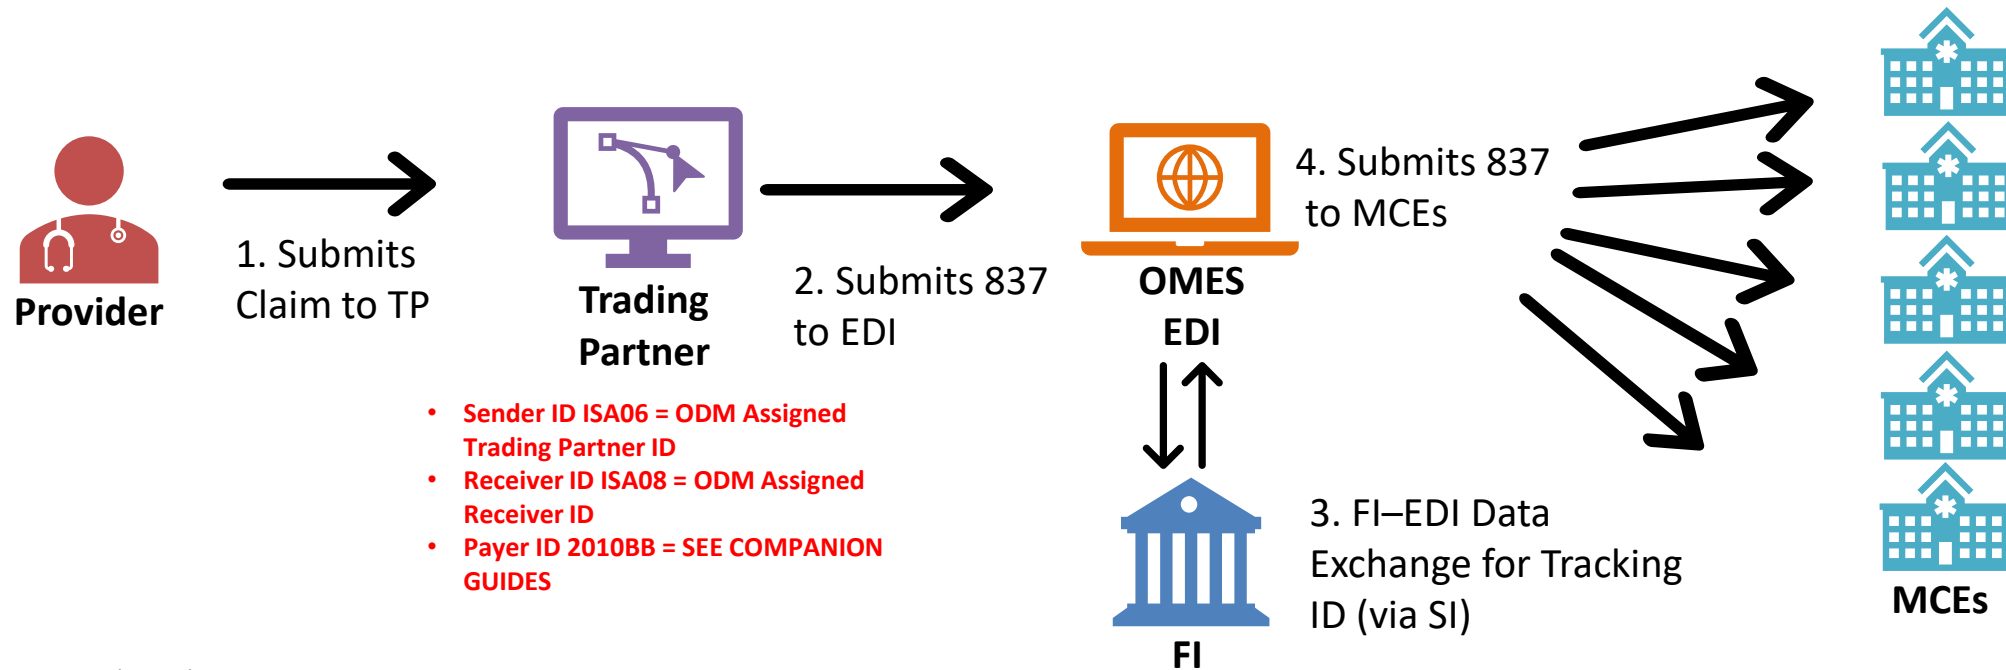 Provider
1. Submits
Claim to TP
Trading
Partner
• Sender ID ISA06 = ODM Assigned
Trading Partner ID
• Receiver ID ISA08 = ODM Assigned
Receiver ID
• Payer ID 2010BB = SEE COMPANION
GUIDES
2. Submits 837
to EDI
OMES
EDI
3. FI–EDI Data
Exchange for Tracking
ID (via SI)
FI
4. Submits 837
to MCEs
MCEs